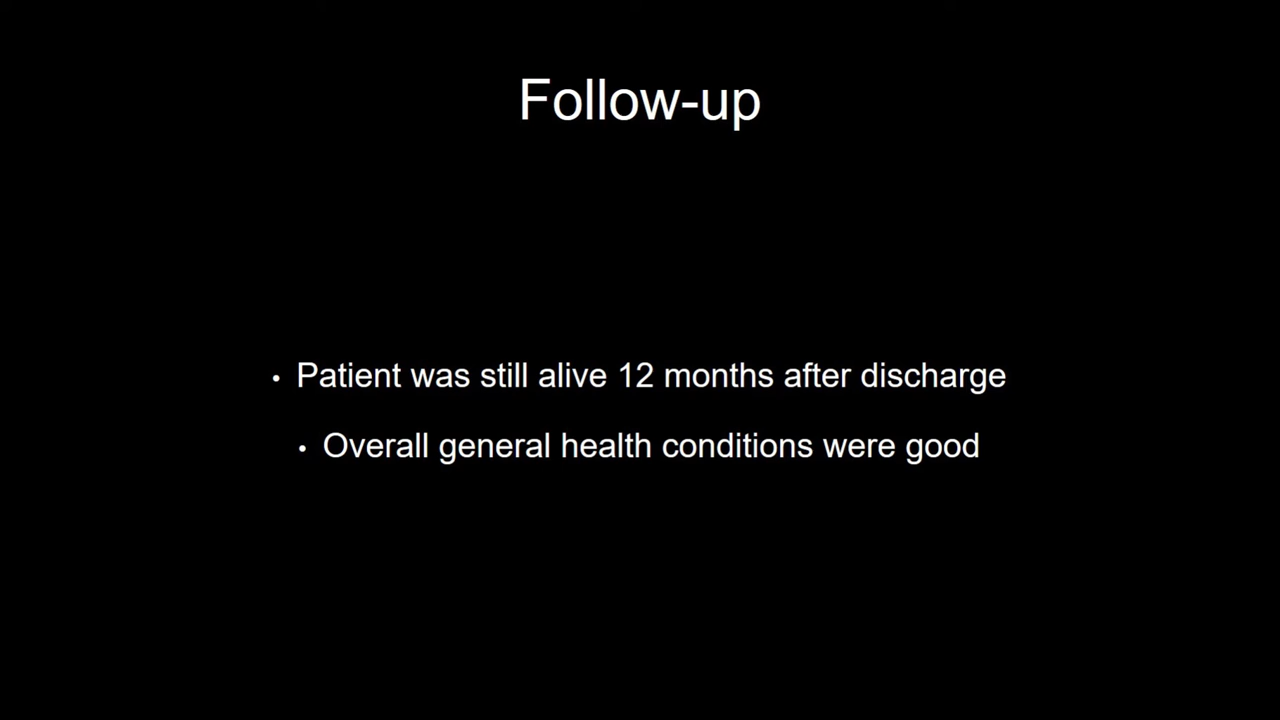 Follow-up
• Patient was still alive 12 months after discharge
• Overall general health conditions were good